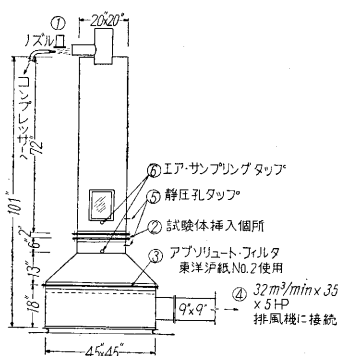 20"×20"
①
ノズル
コンプレッサーへ
72"
101"
2"
6"
13"
18"
⑥エア・サンプリングタップ
⑤静圧孔タップ
②試験体挿入個所
③アブソリュート・フィルタ
東洋沪紙No.2使用
9"×9"
④ 32m³/min×35
×5HP
排風機に接続
45"×45"